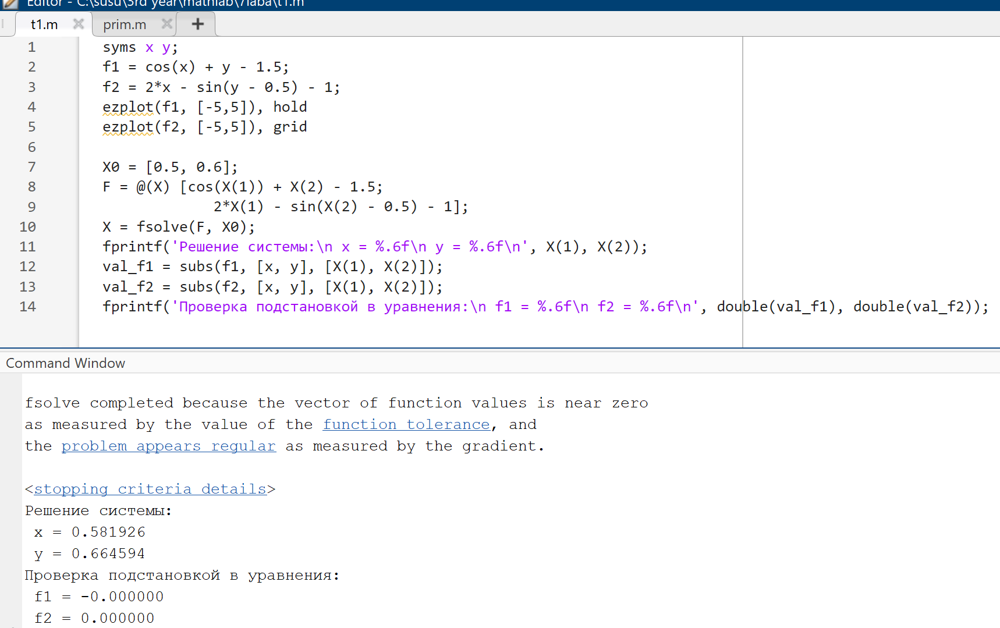 Editor - C:\susu\3rd year\mathlab\7laba\t1.m
t1.m
prim.m
1 syms x y;
2 f1 = cos(x) + y - 1.5;
3 f2 = 2*x - sin(y - 0.5) - 1;
4 ezplot(f1, [-5,5]), hold
5 ezplot(f2, [-5,5]), grid
6
7 X0 = [0.5, 0.6];
8 F = @(X) [cos(X(1)) + X(2) - 1.5;
9 2*X(1) - sin(X(2) - 0.5) - 1];
10 X = fsolve(F, X0);
11 fprintf('Решение системы:\n x = %.6f\n y = %.6f\n', X(1), X(2));
12 val_f1 = subs(f1, [x, y], [X(1), X(2)]);
13 val_f2 = subs(f2, [x, y], [X(1), X(2)]);
14 fprintf('Проверка подстановкой в уравнения:\n f1 = %.6f\n f2 = %.6f\n', double(val_f1), double(val_f2));
Command Window
fsolve completed because the vector of function values is near zero
as measured by the value of the function tolerance, and
the problem appears regular as measured by the gradient.
<stopping criteria details>
Решение системы:
x = 0.581926
y = 0.664594
Проверка подстановкой в уравнения:
f1 = -0.000000
f2 = 0.000000